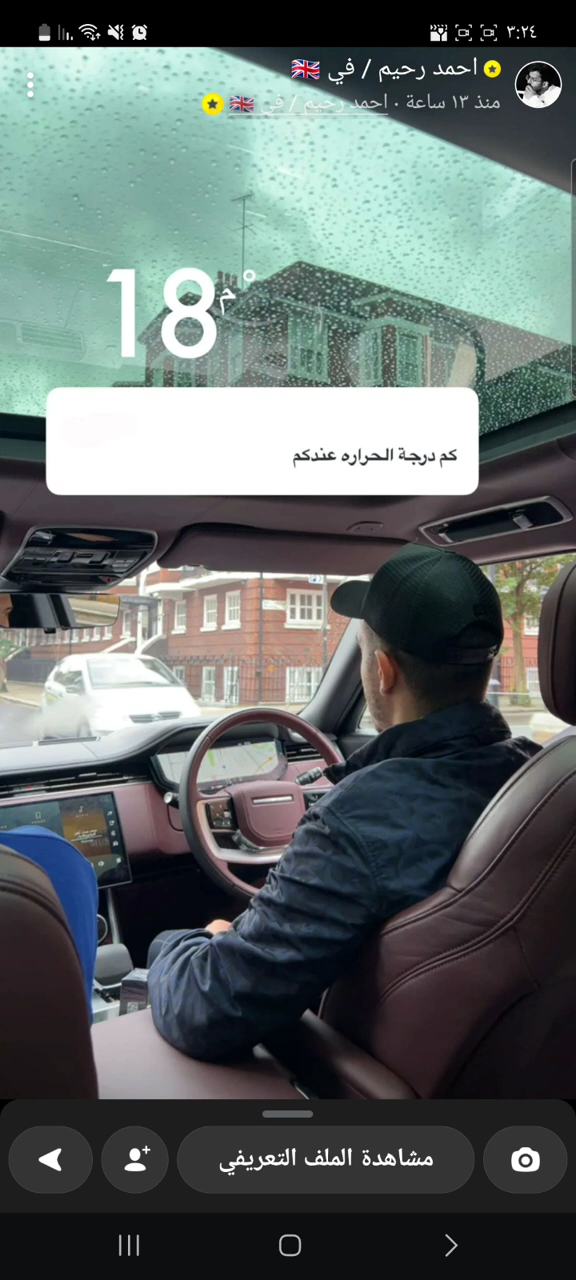 ٣:٢٤
احمد رحيم / في 🇬🇧
منذ ١٣ ساعة · احمد رحيم / في 🇬🇧
18°م
كم درجة الحراره عندكم
مشاهدة الملف التعريفي